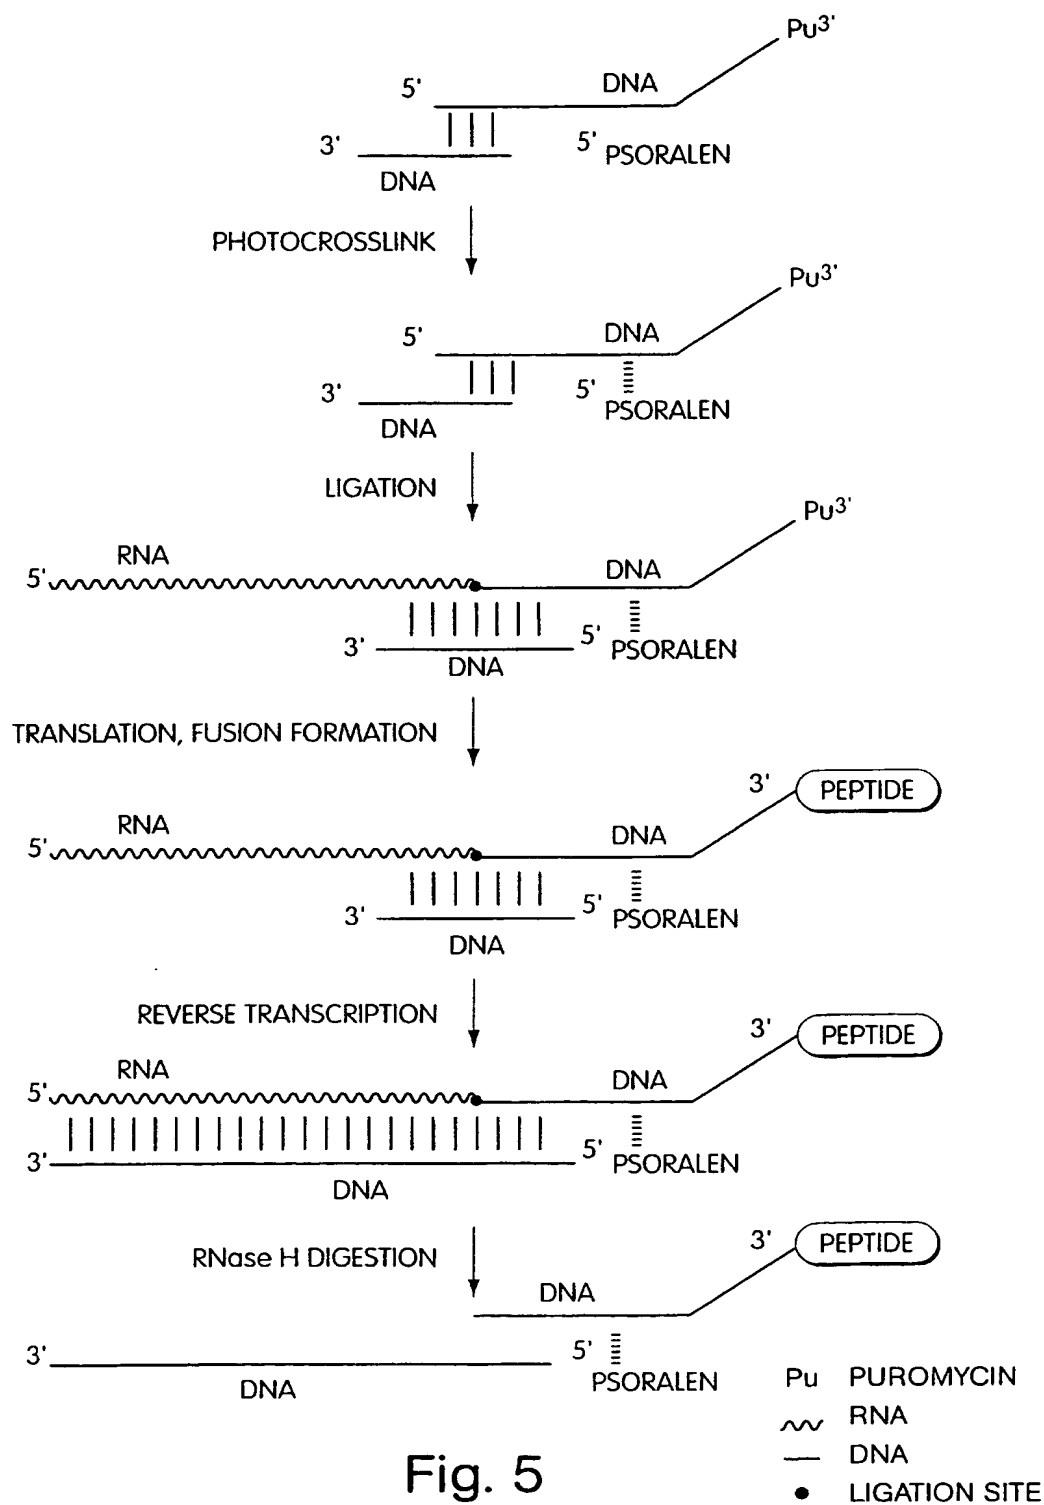 Pu3'
5' DNA
3' 5' PSORALEN
DNA
PHOTOCROSSLINK
Pu3'
5' DNA
3' 5' PSORALEN
DNA
LIGATION
Pu3'
RNA DNA
5'
3' 5' PSORALEN
DNA
TRANSLATION, FUSION FORMATION
3' PEPTIDE
RNA DNA
5'
3' 5' PSORALEN
DNA
REVERSE TRANSCRIPTION
3' PEPTIDE
RNA DNA
5'
3' 5' PSORALEN
DNA
RNase H DIGESTION
3' PEPTIDE
DNA
3' 5' PSORALEN
DNA
Pu PUROMYCIN
RNA
DNA
LIGATION SITE
Fig. 5